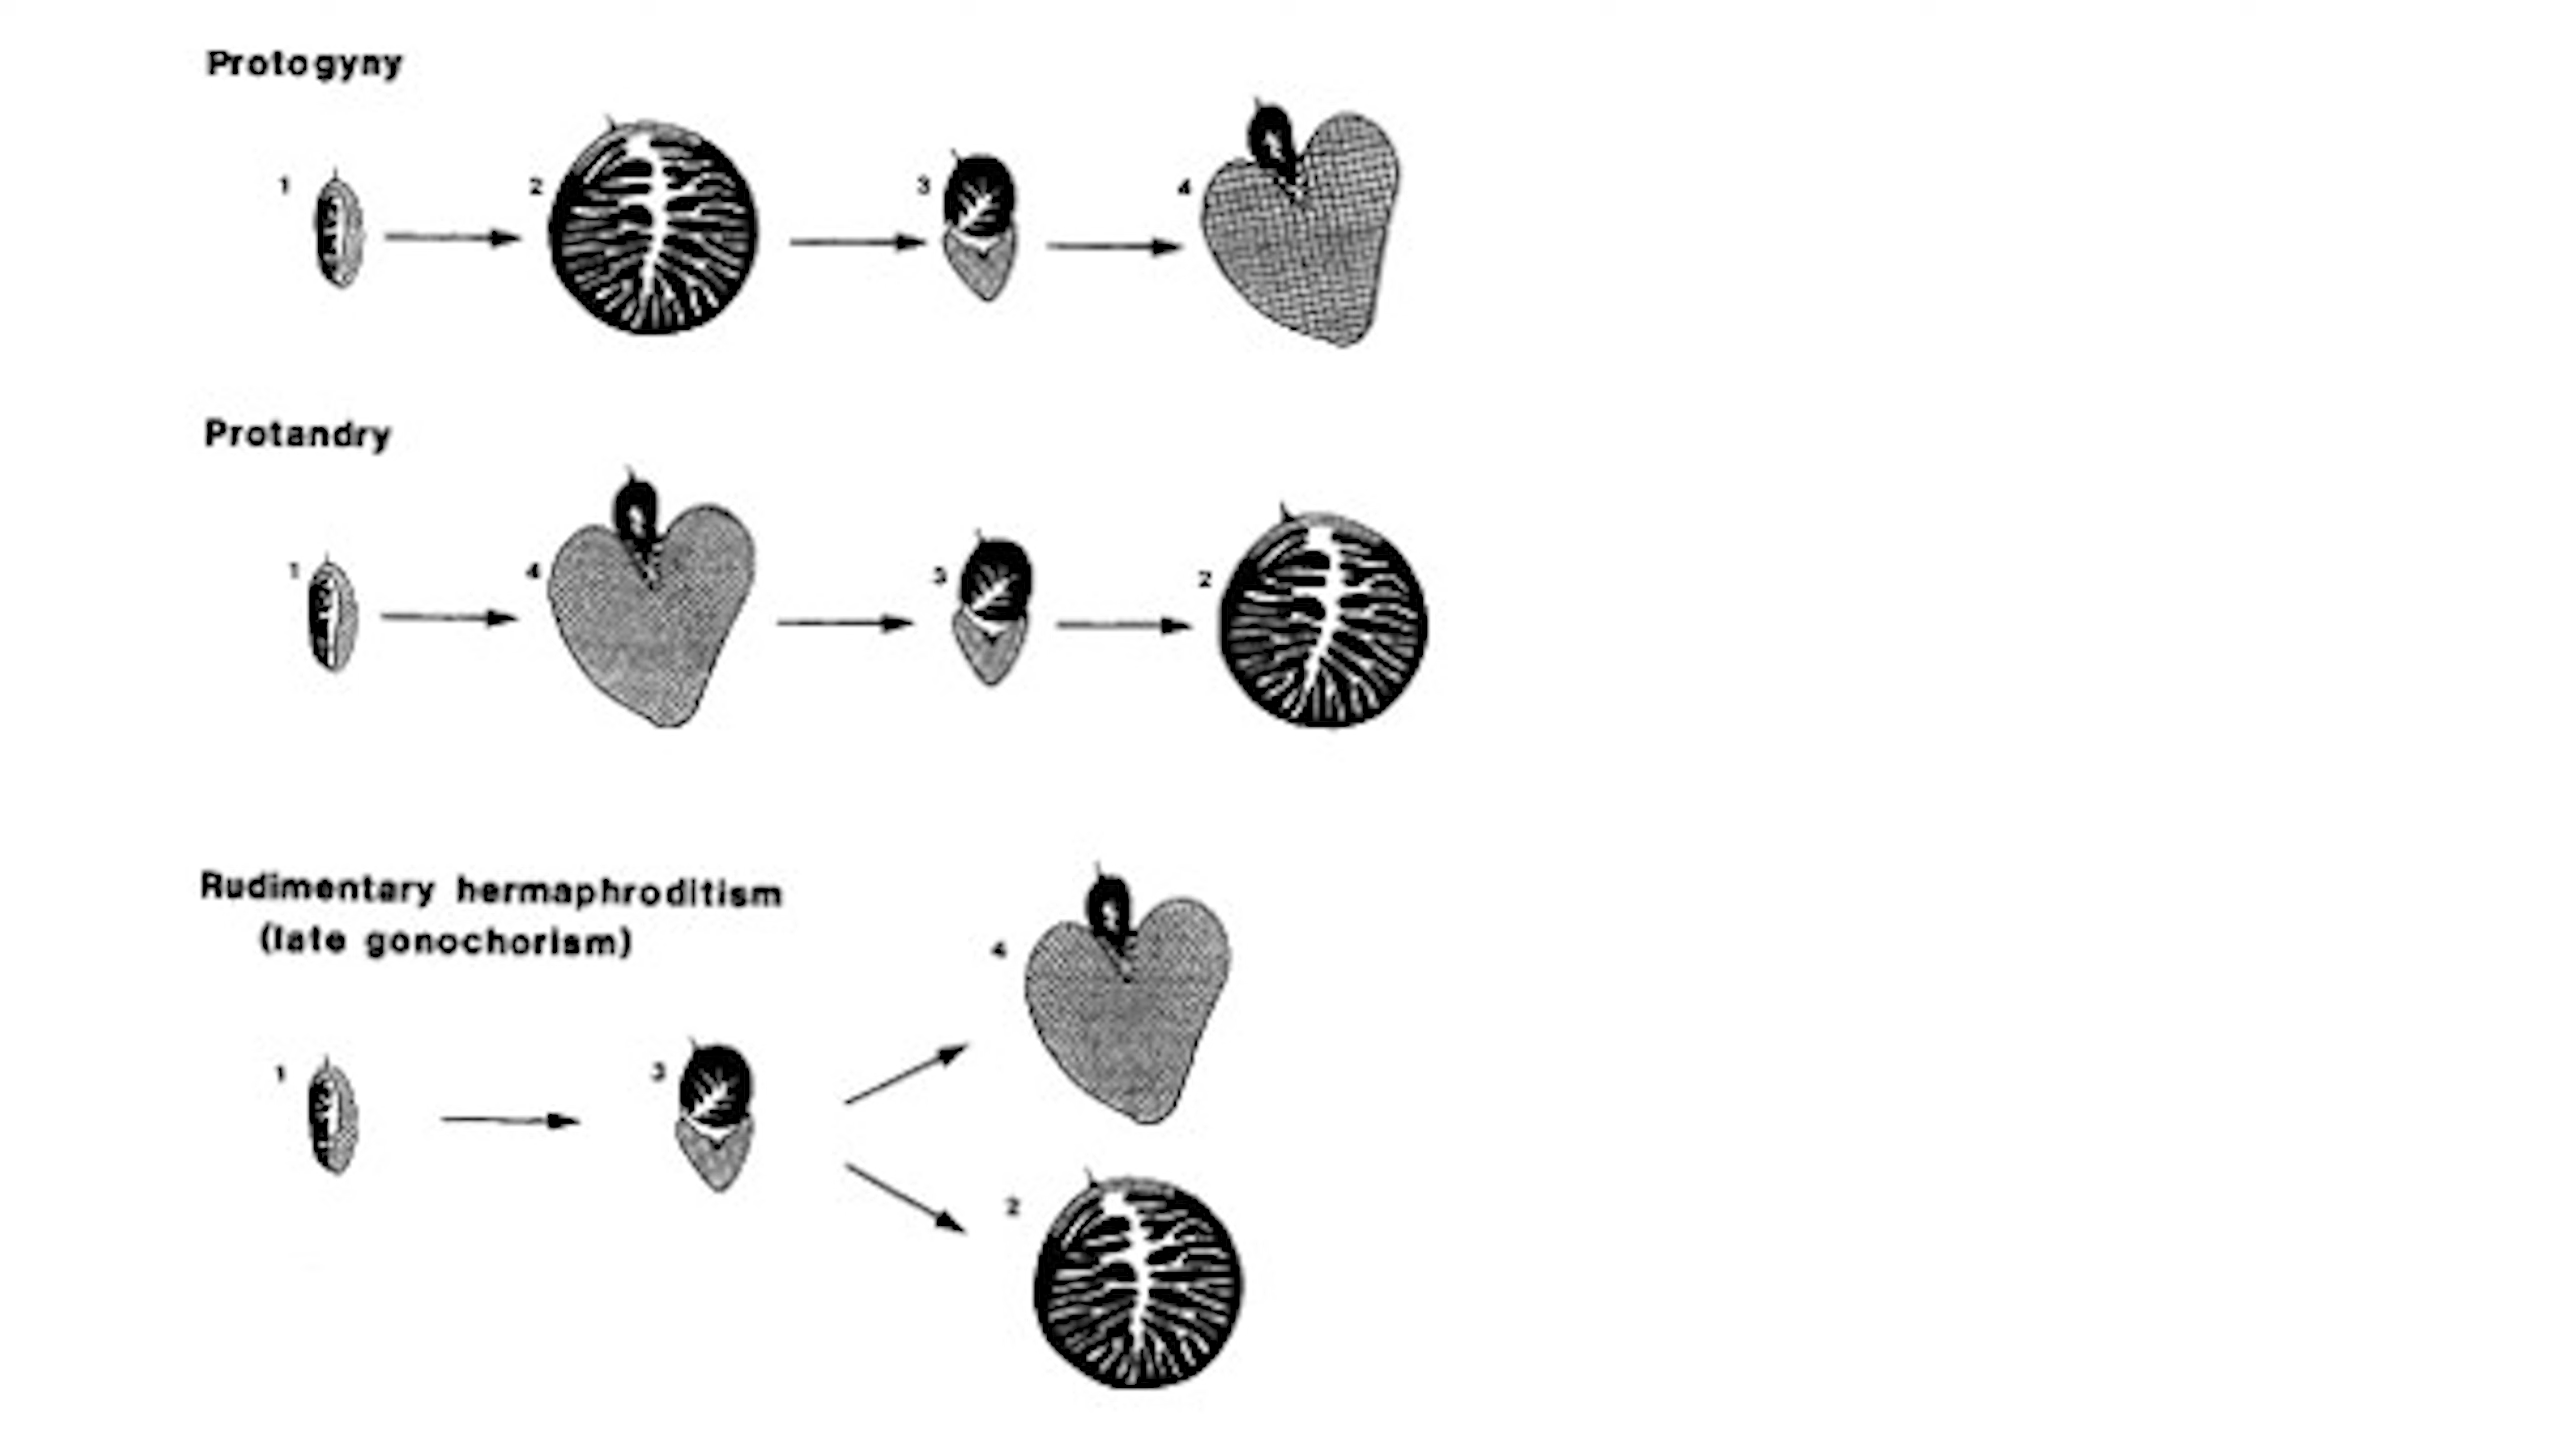 Protogyny
1 2 3 4
Protandry
1 4 3 2
Rudimentary hermaphroditism
(late gonochorism)
4
1 3
2